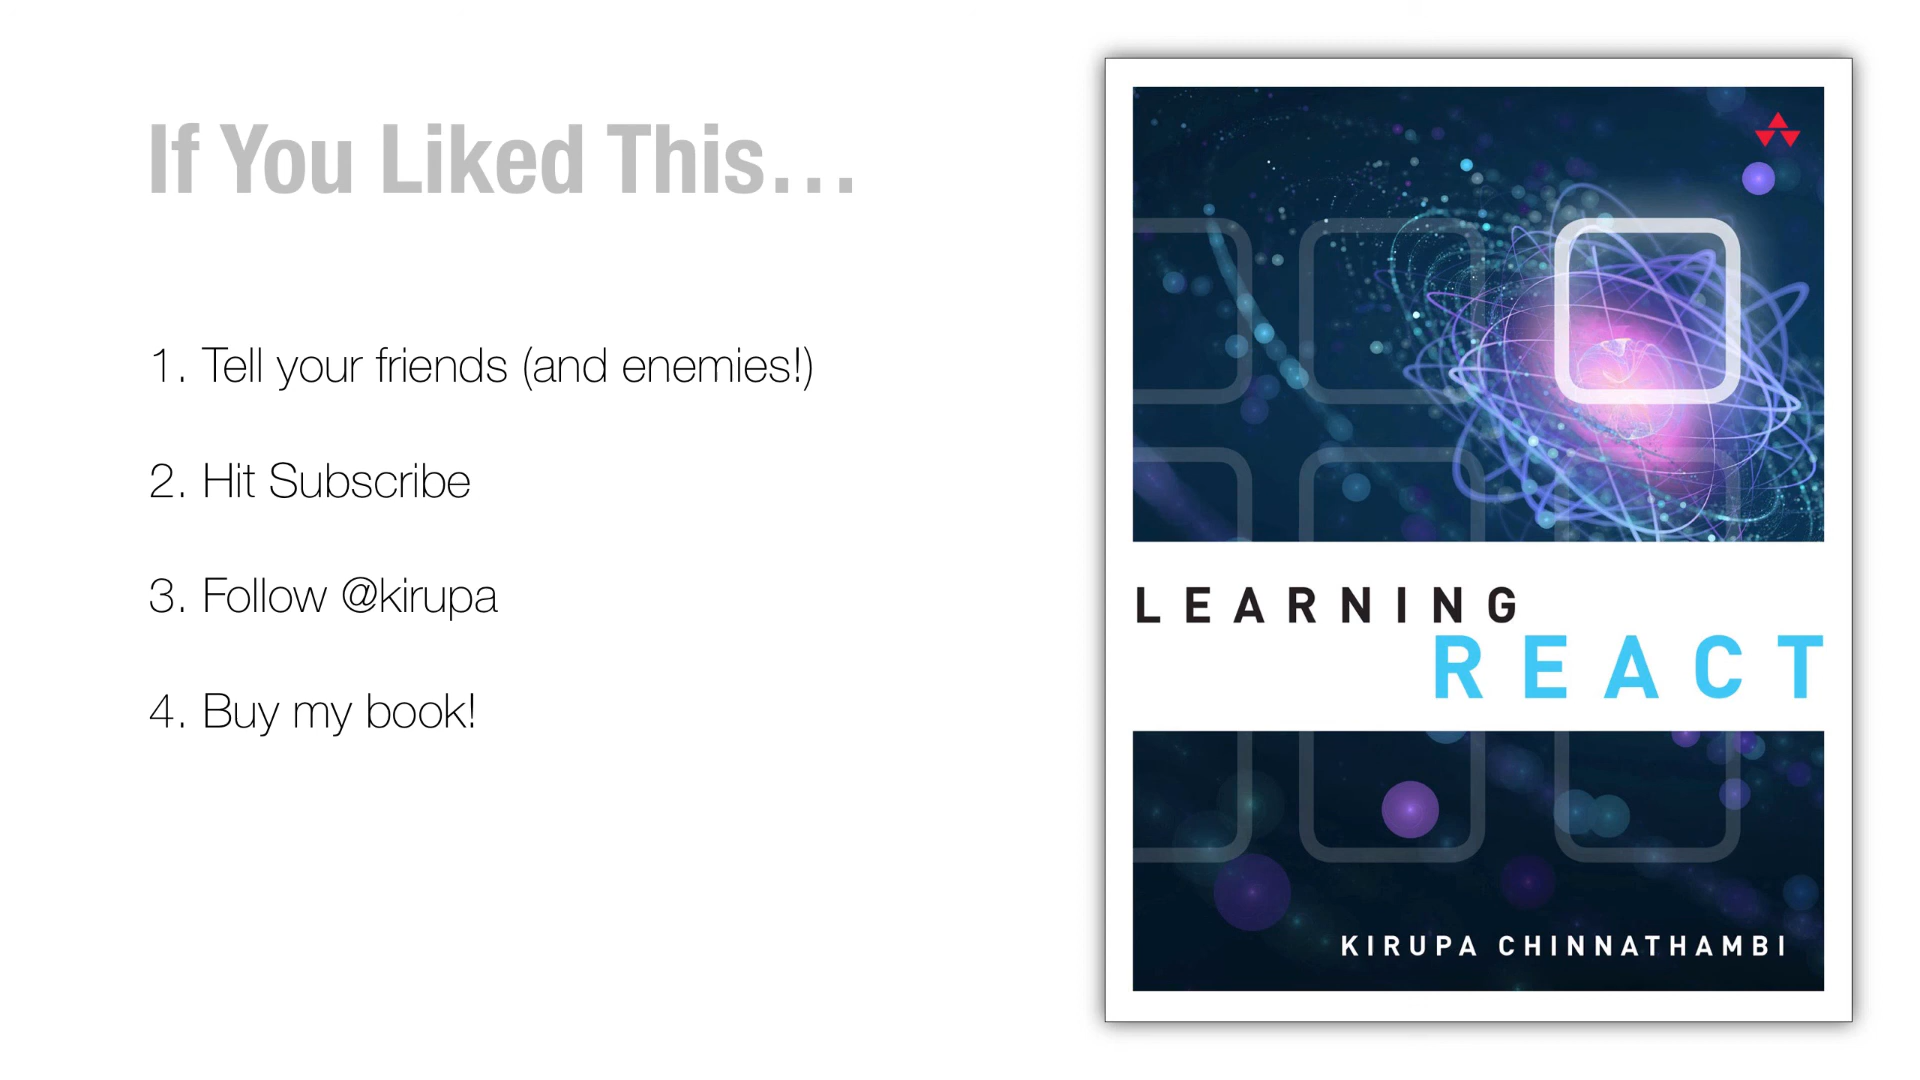 If You Liked This...
1. Tell your friends (and enemies!)
2. Hit Subscribe
3. Follow @kirupa
4. Buy my book!
LEARNING
REACT
KIRUPA CHINNATHAMBI